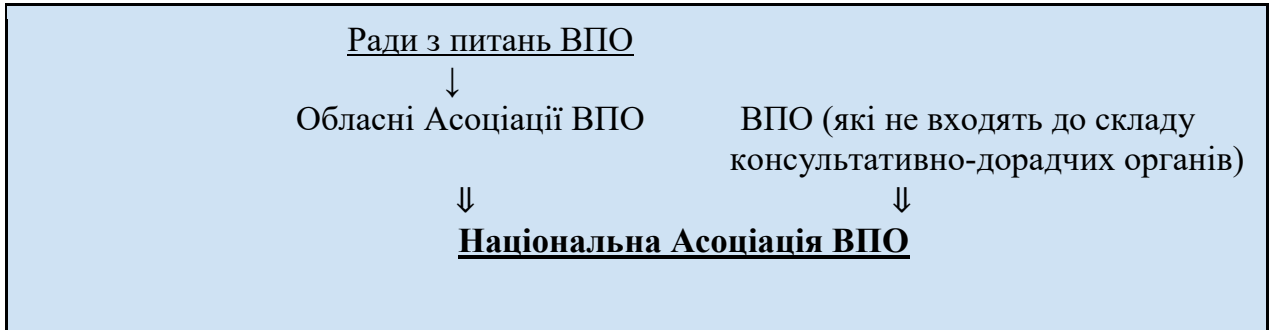 Ради з питань ВПО
↓
Обласні Асоціації ВПО ВПО (які не входять до складу
консультативно-дорадчих органів)
⇓ ⇓
Національна Асоціація ВПО